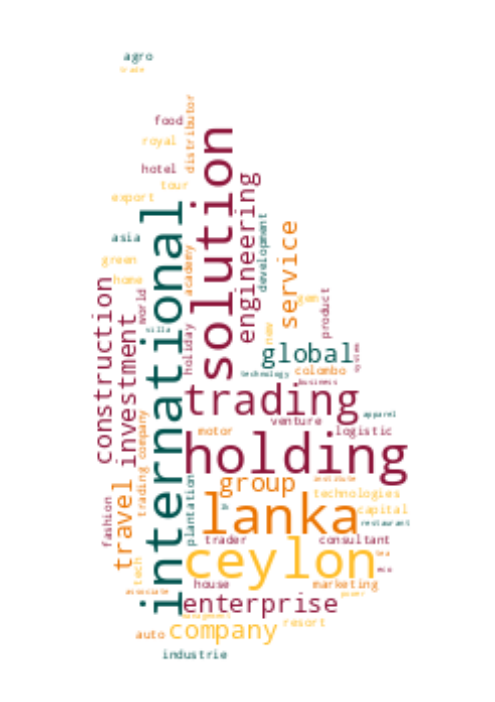 agro
trade
food
distributor
royal
solution
hotel
engineering
tour
export
international
development
service
asia
academy
green
home
construction
world
gem
product
investment
villa
new
holiday
global
system
technology
colombo
business
trading
apparel
company
trading
venture
motor
logistic
holding
travel
group
institute
plantation
technologies
fashion
lanka
capital
restaurant
trader
consultant
tech
ceylon
tea
eco
house
marketing
associate
power
enterprise
management
resort
auto
company
industrie